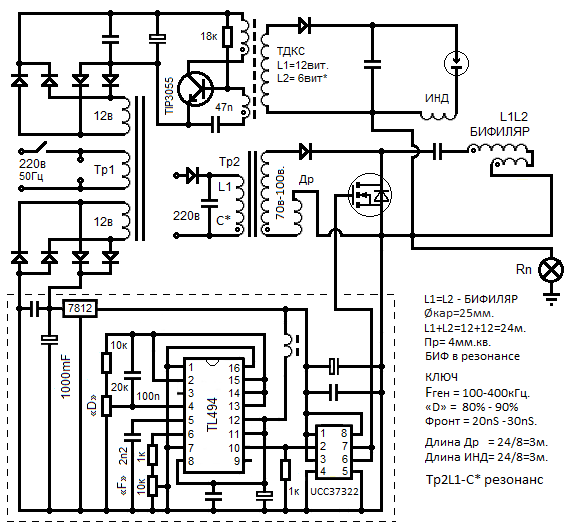 18к
ТДКС
L1=12вит.
L2= 6вит*
TIP3055
47n
ИНД
12в
220в
50Гц
Тр1
12в
Тр2
L1
С*
220в
70в-100в.
Др
L1L2
БИФИЛЯР
Rn
7812
1000mF
10к
20к
100n
«D»
2n2
1к
10к
«F»
TL494
1
2
3
4
5
6
7
8
16
15
14
13
12
11
10
9
1к
1
2
3
4
8
7
6
5
UCC37322
L1=L2 - БИФИЛЯР
Øкар=25мм.
L1+L2=12+12=24м.
Пр= 4мм.кв.
БИФ в резонансе
КЛЮЧ
Fген = 100-400кГц.
«D» = 80% - 90%
Фронт = 20nS -30nS.
Длина Др = 24/8=3м.
Длина ИНД= 24/8=3м.
Тр2L1-С* резонанс